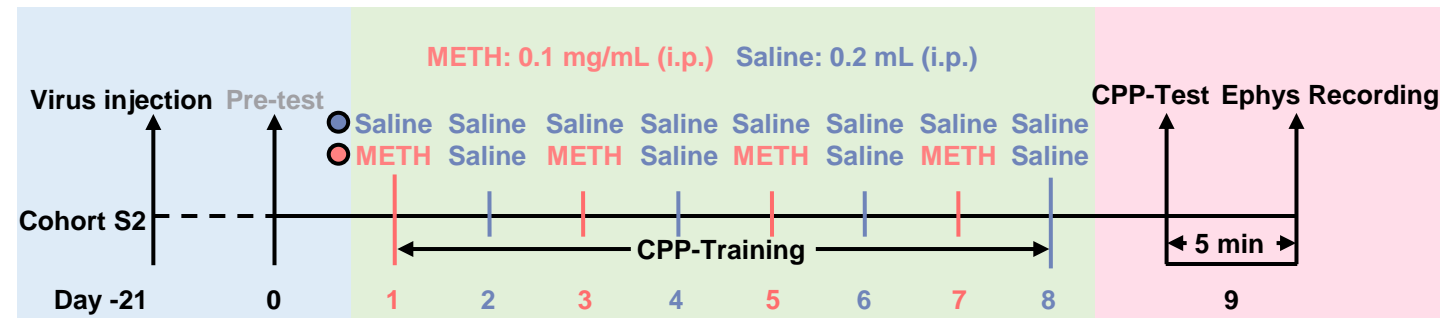 METH: 0.1 mg/mL (i.p.) Saline: 0.2 mL (i.p.)
Virus injection Pre-test CPP-Test Ephys Recording
Saline Saline Saline Saline Saline Saline Saline Saline
METH Saline METH Saline METH Saline METH Saline
Cohort S2
CPP-Training 5 min
Day -21 0 1 2 3 4 5 6 7 8 9